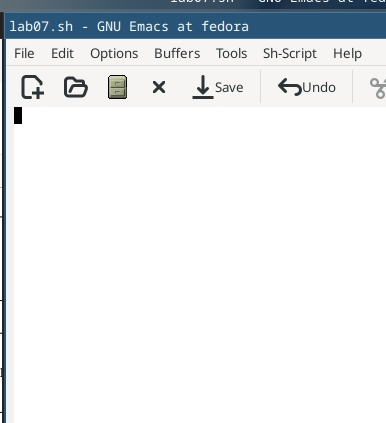 lab07.sh - GNU Emacs at fedora
File Edit Options Buffers Tools Sh-Script Help
Save Undo